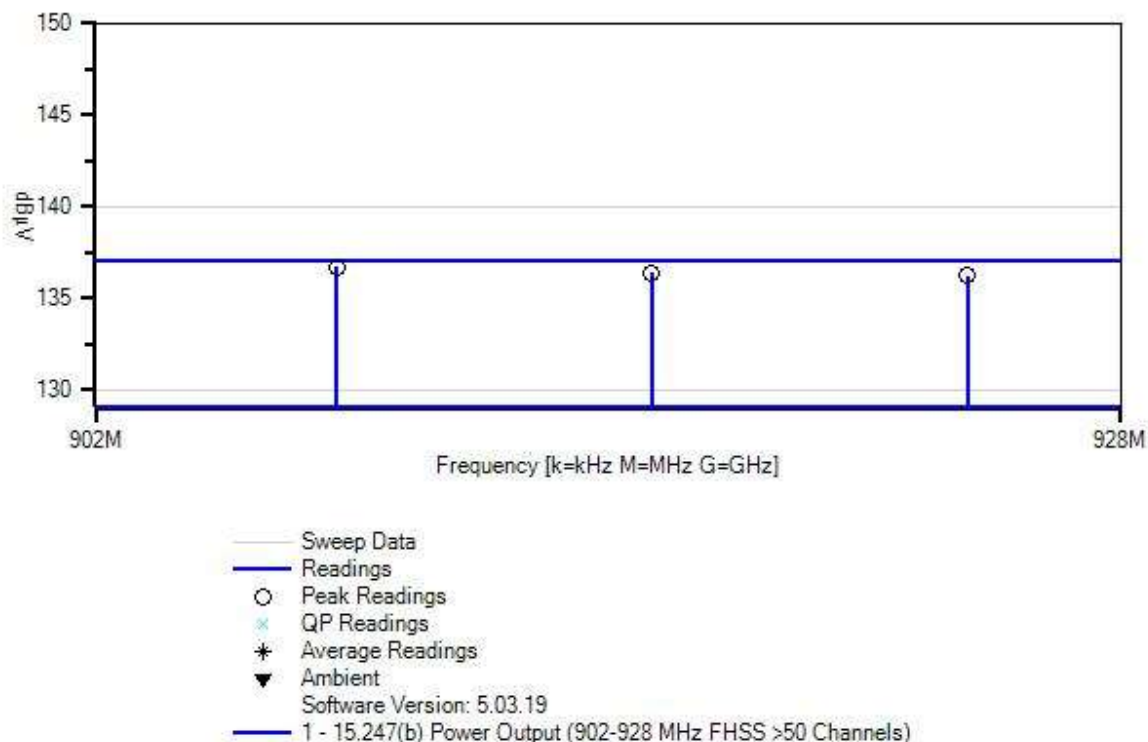 150
145
140
135
130
dBµV
902M
928M
Frequency [k=kHz M=MHz G=GHz]
Sweep Data
Readings
Peak Readings
QP Readings
Average Readings
Ambient
Software Version: 5.03.19
1 - 15.247(b) Power Output (902-928 MHz FHSS >50 Channels)